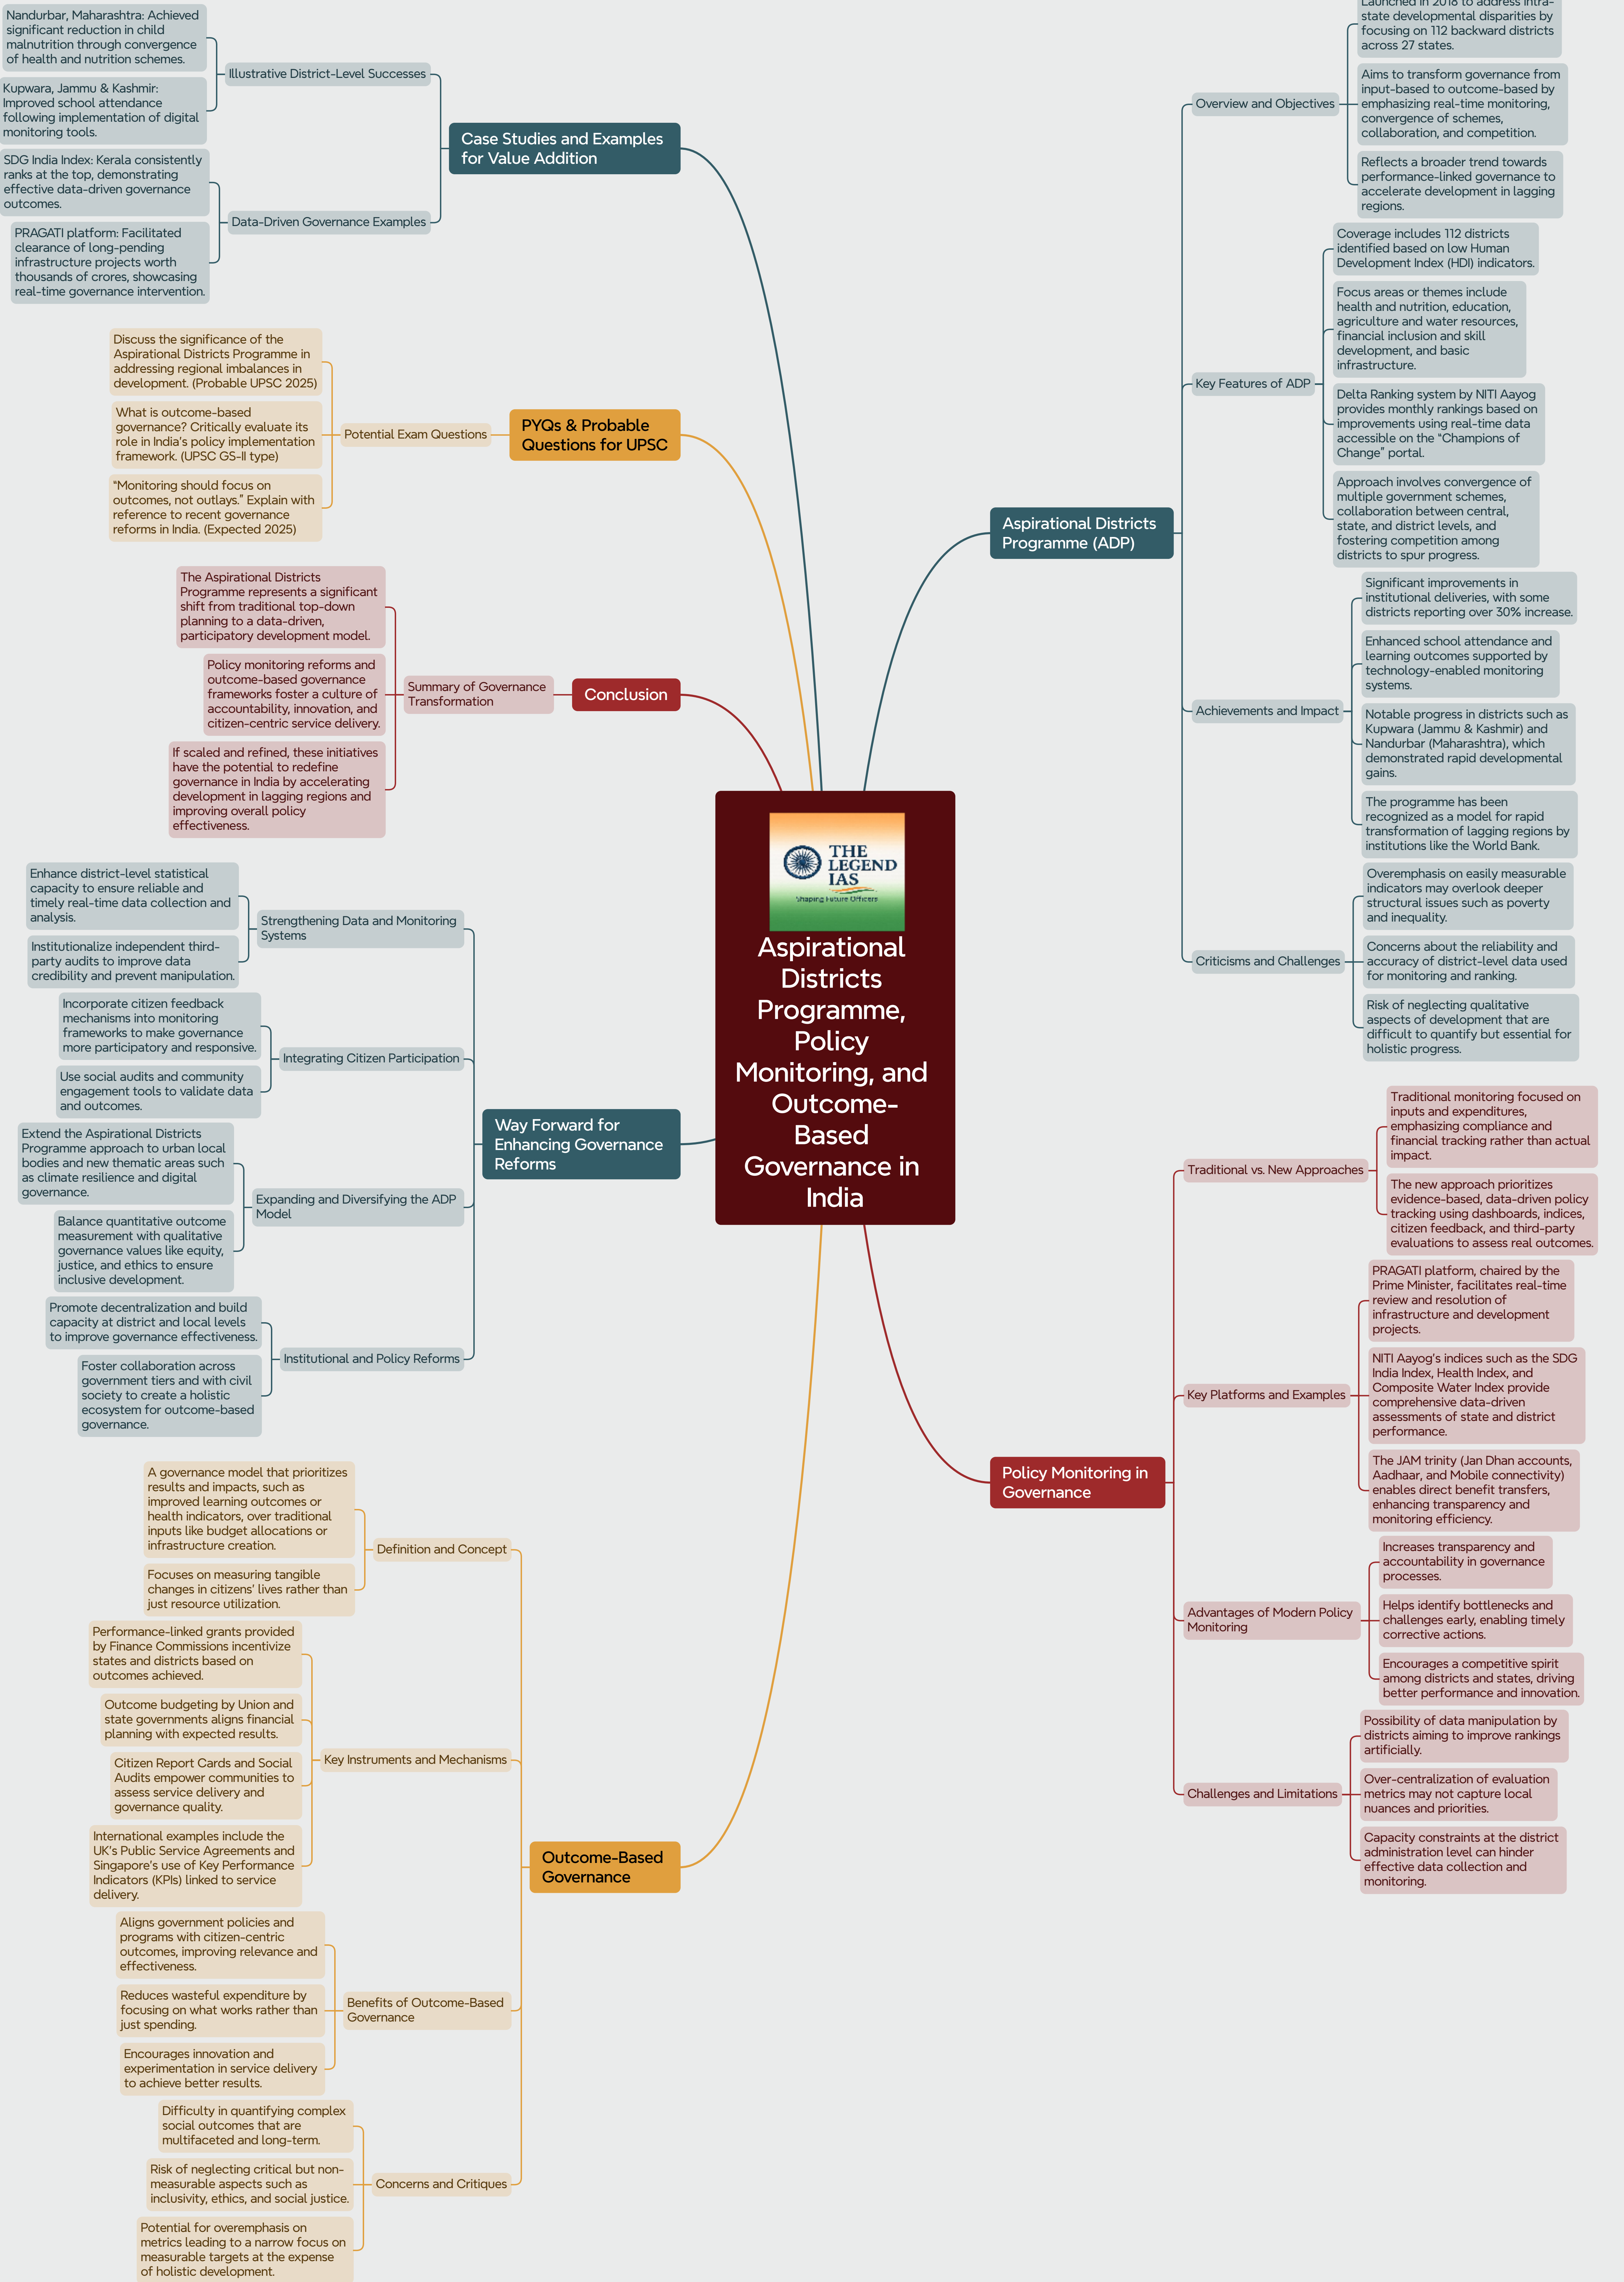 THE
LEGEND
IAS
Shaping Future Officers
Aspirational
Districts
Programme,
Policy
Monitoring, and
Outcome-
Based
Governance in
India
Aspirational Districts
Programme (ADP)
Overview and Objectives
Launched in 2018 to address intra-
state developmental disparities by
focusing on 112 backward districts
across 27 states.
Aims to transform governance from
input-based to outcome-based by
emphasizing real-time monitoring,
convergence of schemes,
collaboration, and competition.
Reflects a broader trend towards
performance-linked governance to
accelerate development in lagging
regions.
Key Features of ADP
Coverage includes 112 districts
identified based on low Human
Development Index (HDI) indicators.
Focus areas or themes include
health and nutrition, education,
agriculture and water resources,
financial inclusion and skill
development, and basic
infrastructure.
Delta Ranking system by NITI Aayog
provides monthly rankings based on
improvements using real-time data
accessible on the “Champions of
Change” portal.
Approach involves convergence of
multiple government schemes,
collaboration between central,
state, and district levels, and
fostering competition among
districts to spur progress.
Achievements and Impact
Significant improvements in
institutional deliveries, with some
districts reporting over 30% increase.
Enhanced school attendance and
learning outcomes supported by
technology-enabled monitoring
systems.
Notable progress in districts such as
Kupwara (Jammu & Kashmir) and
Nandurbar (Maharashtra), which
demonstrated rapid developmental
gains.
The programme has been
recognized as a model for rapid
transformation of lagging regions by
institutions like the World Bank.
Criticisms and Challenges
Overemphasis on easily measurable
indicators may overlook deeper
structural issues such as poverty
and inequality.
Concerns about the reliability and
accuracy of district-level data used
for monitoring and ranking.
Risk of neglecting qualitative
aspects of development that are
difficult to quantify but essential for
holistic progress.
Policy Monitoring in
Governance
Traditional vs. New Approaches
Traditional monitoring focused on
inputs and expenditures,
emphasizing compliance and
financial tracking rather than actual
impact.
The new approach prioritizes
evidence-based, data-driven policy
tracking using dashboards, indices,
citizen feedback, and third-party
evaluations to assess real outcomes.
Key Platforms and Examples
PRAGATI platform, chaired by the
Prime Minister, facilitates real-time
review and resolution of
infrastructure and development
projects.
NITI Aayog’s indices such as the SDG
India Index, Health Index, and
Composite Water Index provide
comprehensive data-driven
assessments of state and district
performance.
The JAM trinity (Jan Dhan accounts,
Aadhaar, and Mobile connectivity)
enables direct benefit transfers,
enhancing transparency and
monitoring efficiency.
Advantages of Modern Policy
Monitoring
Increases transparency and
accountability in governance
processes.
Helps identify bottlenecks and
challenges early, enabling timely
corrective actions.
Encourages a competitive spirit
among districts and states, driving
better performance and innovation.
Challenges and Limitations
Possibility of data manipulation by
districts aiming to improve rankings
artificially.
Over-centralization of evaluation
metrics may not capture local
nuances and priorities.
Capacity constraints at the district
administration level can hinder
effective data collection and
monitoring.
Case Studies and Examples
for Value Addition
Illustrative District-Level Successes
Nandurbar, Maharashtra: Achieved
significant reduction in child
malnutrition through convergence
of health and nutrition schemes.
Kupwara, Jammu & Kashmir:
Improved school attendance
following implementation of digital
monitoring tools.
Data-Driven Governance Examples
SDG India Index: Kerala consistently
ranks at the top, demonstrating
effective data-driven governance
outcomes.
PRAGATI platform: Facilitated
clearance of long-pending
infrastructure projects worth
thousands of crores, showcasing
real-time governance intervention.
PYQs & Probable
Questions for UPSC
Potential Exam Questions
Discuss the significance of the
Aspirational Districts Programme in
addressing regional imbalances in
development. (Probable UPSC 2025)
What is outcome-based
governance? Critically evaluate its
role in India’s policy implementation
framework. (UPSC GS-II type)
“Monitoring should focus on
outcomes, not outlays.” Explain with
reference to recent governance
reforms in India. (Expected 2025)
Conclusion
Summary of Governance
Transformation
The Aspirational Districts
Programme represents a significant
shift from traditional top-down
planning to a data-driven,
participatory development model.
Policy monitoring reforms and
outcome-based governance
frameworks foster a culture of
accountability, innovation, and
citizen-centric service delivery.
If scaled and refined, these initiatives
have the potential to redefine
governance in India by accelerating
development in lagging regions and
improving overall policy
effectiveness.
Way Forward for
Enhancing Governance
Reforms
Strengthening Data and Monitoring
Systems
Enhance district-level statistical
capacity to ensure reliable and
timely real-time data collection and
analysis.
Institutionalize independent third-
party audits to improve data
credibility and prevent manipulation.
Integrating Citizen Participation
Incorporate citizen feedback
mechanisms into monitoring
frameworks to make governance
more participatory and responsive.
Use social audits and community
engagement tools to validate data
and outcomes.
Expanding and Diversifying the ADP
Model
Extend the Aspirational Districts
Programme approach to urban local
bodies and new thematic areas such
as climate resilience and digital
governance.
Balance quantitative outcome
measurement with qualitative
governance values like equity,
justice, and ethics to ensure
inclusive development.
Institutional and Policy Reforms
Promote decentralization and build
capacity at district and local levels
to improve governance effectiveness.
Foster collaboration across
government tiers and with civil
society to create a holistic
ecosystem for outcome-based
governance.
Outcome-Based
Governance
Definition and Concept
A governance model that prioritizes
results and impacts, such as
improved learning outcomes or
health indicators, over traditional
inputs like budget allocations or
infrastructure creation.
Focuses on measuring tangible
changes in citizens’ lives rather than
just resource utilization.
Key Instruments and Mechanisms
Performance-linked grants provided
by Finance Commissions incentivize
states and districts based on
outcomes achieved.
Outcome budgeting by Union and
state governments aligns financial
planning with expected results.
Citizen Report Cards and Social
Audits empower communities to
assess service delivery and
governance quality.
International examples include the
UK’s Public Service Agreements and
Singapore’s use of Key Performance
Indicators (KPIs) linked to service
delivery.
Benefits of Outcome-Based
Governance
Aligns government policies and
programs with citizen-centric
outcomes, improving relevance and
effectiveness.
Reduces wasteful expenditure by
focusing on what works rather than
just spending.
Encourages innovation and
experimentation in service delivery
to achieve better results.
Concerns and Critiques
Difficulty in quantifying complex
social outcomes that are
multifaceted and long-term.
Risk of neglecting critical but non-
measurable aspects such as
inclusivity, ethics, and social justice.
Potential for overemphasis on
metrics leading to a narrow focus on
measurable targets at the expense
of holistic development.